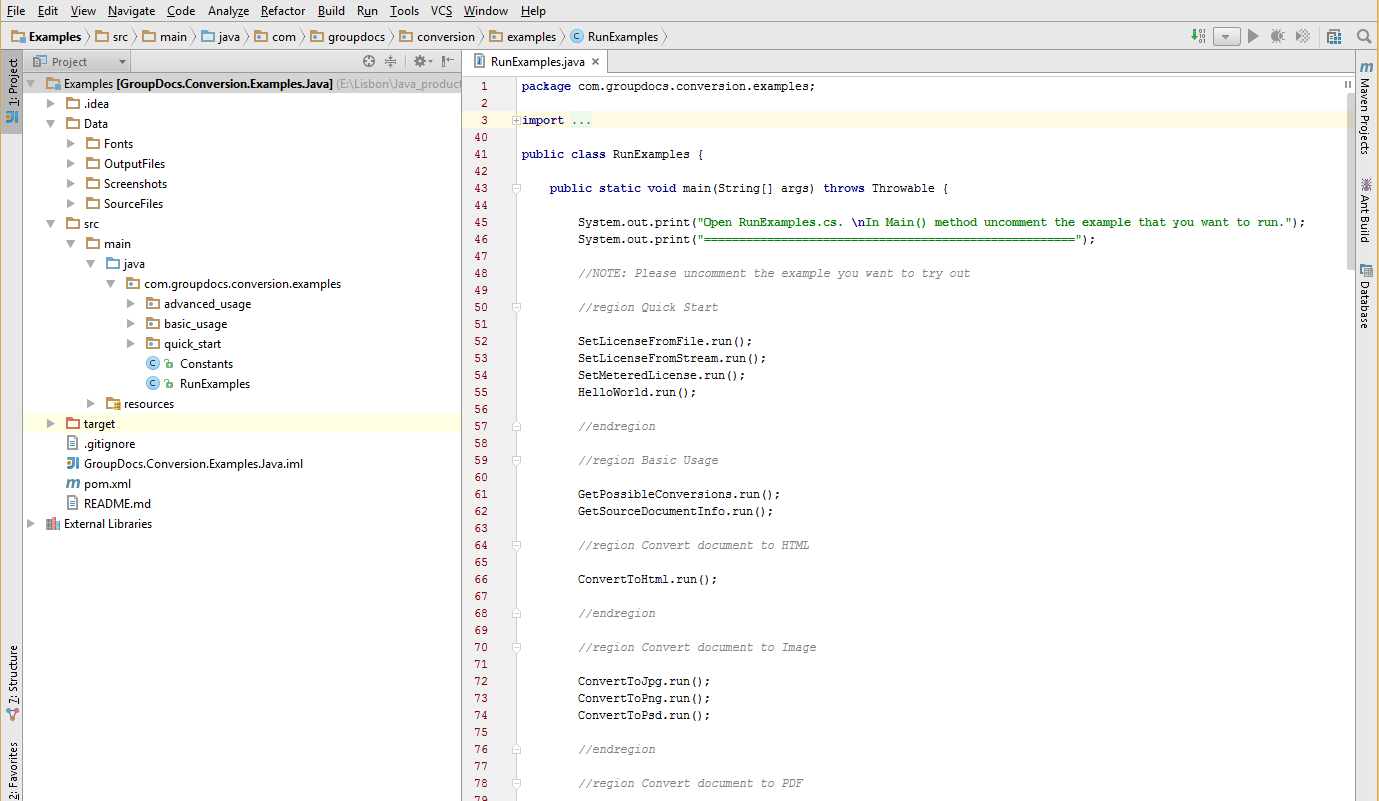 File Edit View Navigate Code Analyze Refactor Build Run Tools VCS Window Help
Examples src main java com groupdocs conversion examples RunExamples
1: Project
7: Structure
2: Favorites
Project
Examples [GroupDocs.Conversion.Examples.Java] (E:\Lisbon\Java_product
.idea
Data
Fonts
OutputFiles
Screenshots
SourceFiles
src
main
java
com.groupdocs.conversion.examples
advanced_usage
basic_usage
quick_start
Constants
RunExamples
resources
target
.gitignore
GroupDocs.Conversion.Examples.Java.iml
pom.xml
README.md
External Libraries
RunExamples.java
1 package com.groupdocs.conversion.examples;
2
3 import ...
40
41 public class RunExamples {
42
43 public static void main(String[] args) throws Throwable {
44
45 System.out.print("Open RunExamples.cs. \nIn Main() method uncomment the example that you want to run.");
46 System.out.print("=====================================================");
47
48 //NOTE: Please uncomment the example you want to try out
49
50 //region Quick Start
51
52 SetLicenseFromFile.run();
53 SetLicenseFromStream.run();
54 SetMeteredLicense.run();
55 HelloWorld.run();
56
57 //endregion
58
59 //region Basic Usage
60
61 GetPossibleConversions.run();
62 GetSourceDocumentInfo.run();
63
64 //region Convert document to HTML
65
66 ConvertToHtml.run();
67
68 //endregion
69
70 //region Convert document to Image
71
72 ConvertToJpg.run();
73 ConvertToPng.run();
74 ConvertToPsd.run();
75
76 //endregion
77
78 //region Convert document to PDF
79
Maven Projects
Ant Build
Database